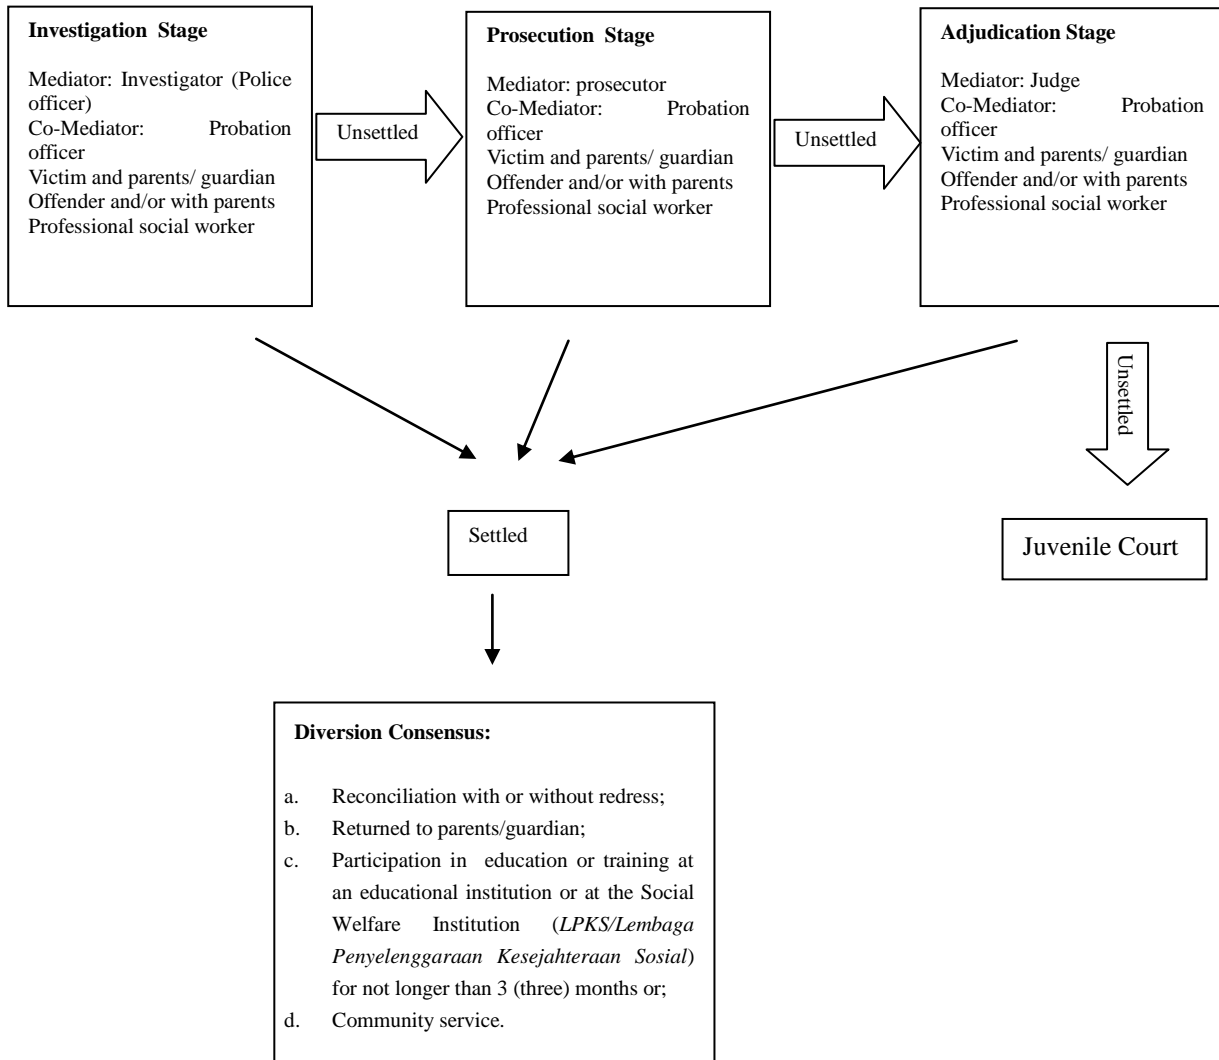 Investigation Stage
Mediator: Investigator (Police
officer)
Co-Mediator: Probation
officer
Victim and parents/ guardian
Offender and/or with parents
Professional social worker
Unsettled
Prosecution Stage
Mediator: prosecutor
Co-Mediator: Probation
officer
Victim and parents/ guardian
Offender and/or with parents
Professional social worker
Unsettled
Adjudication Stage
Mediator: Judge
Co-Mediator: Probation
officer
Victim and parents/ guardian
Offender and/or with parents
Professional social worker
Unsettled
Settled
Juvenile Court
Diversion Consensus:
a. Reconciliation with or without redress;
b. Returned to parents/guardian;
c. Participation in education or training at
an educational institution or at the Social
Welfare Institution (LPKS/Lembaga
Penyelenggaraan Kesejahteraan Sosial)
for not longer than 3 (three) months or;
d. Community service.